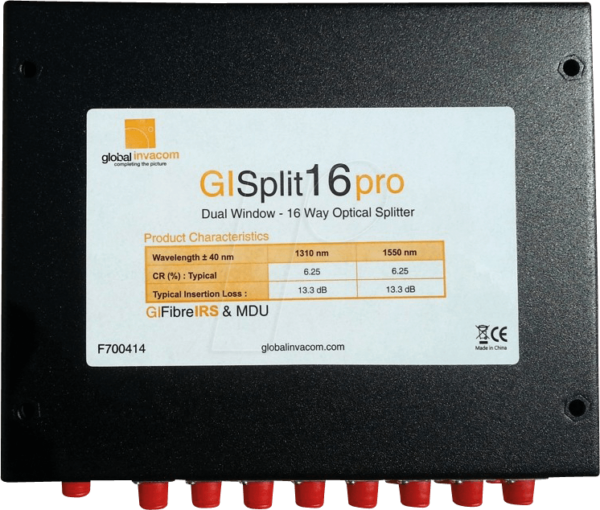 global invacom
completing the picture
GISplit16pro
Dual Window - 16 Way Optical Splitter
Product Characteristics
Wavelength ± 40 nm 1310 nm 1550 nm
CR (%) : Typical 6.25 6.25
Typical Insertion Loss : 13.3 dB 13.3 dB
GIFibreIRS & MDU
F700414 globalinvacom.com
CE
Made in China